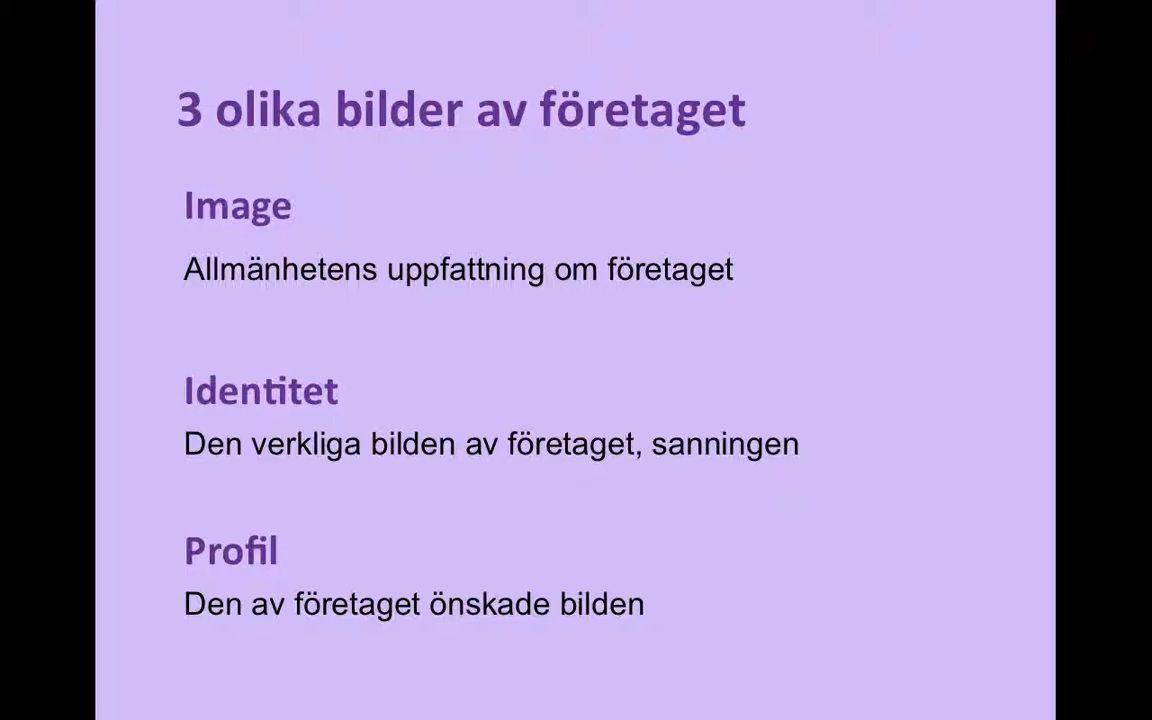 3 olika bilder av företaget
Image
Allmänhetens uppfattning om företaget
Identitet
Den verkliga bilden av företaget, sanningen
Profil
Den av företaget önskade bilden